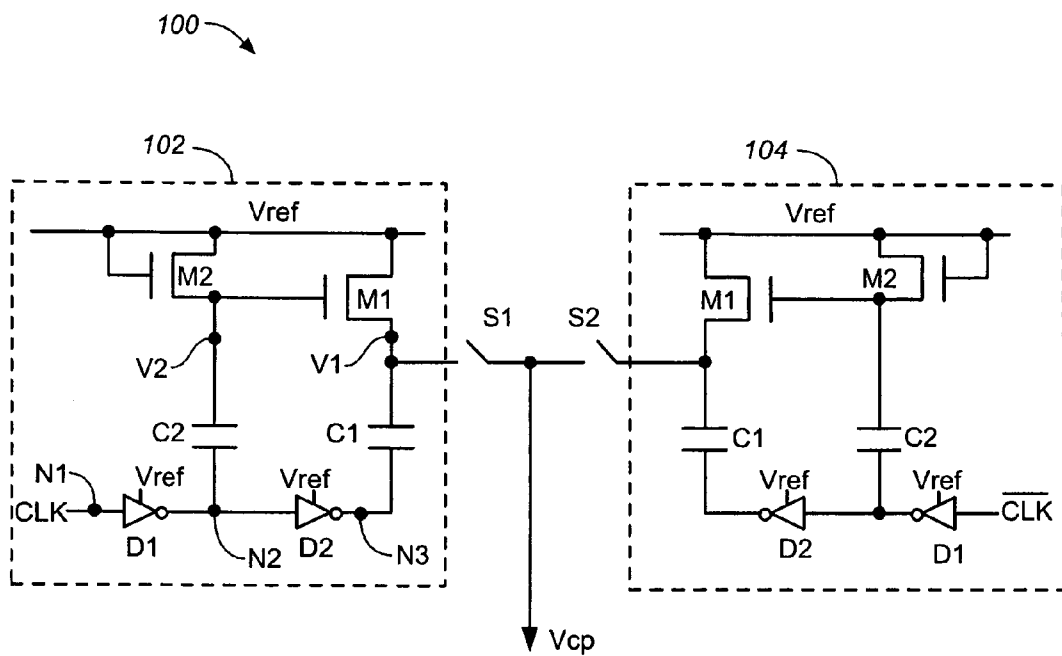 100
102
104
Vref
Vref
M2
M1
M1
M2
S1
S2
V2
V1
C2
C1
C1
C2
N1
Vref
Vref
Vref
Vref
CLK
CLK
D1
N2
D2
N3
D2
D1
Vcp